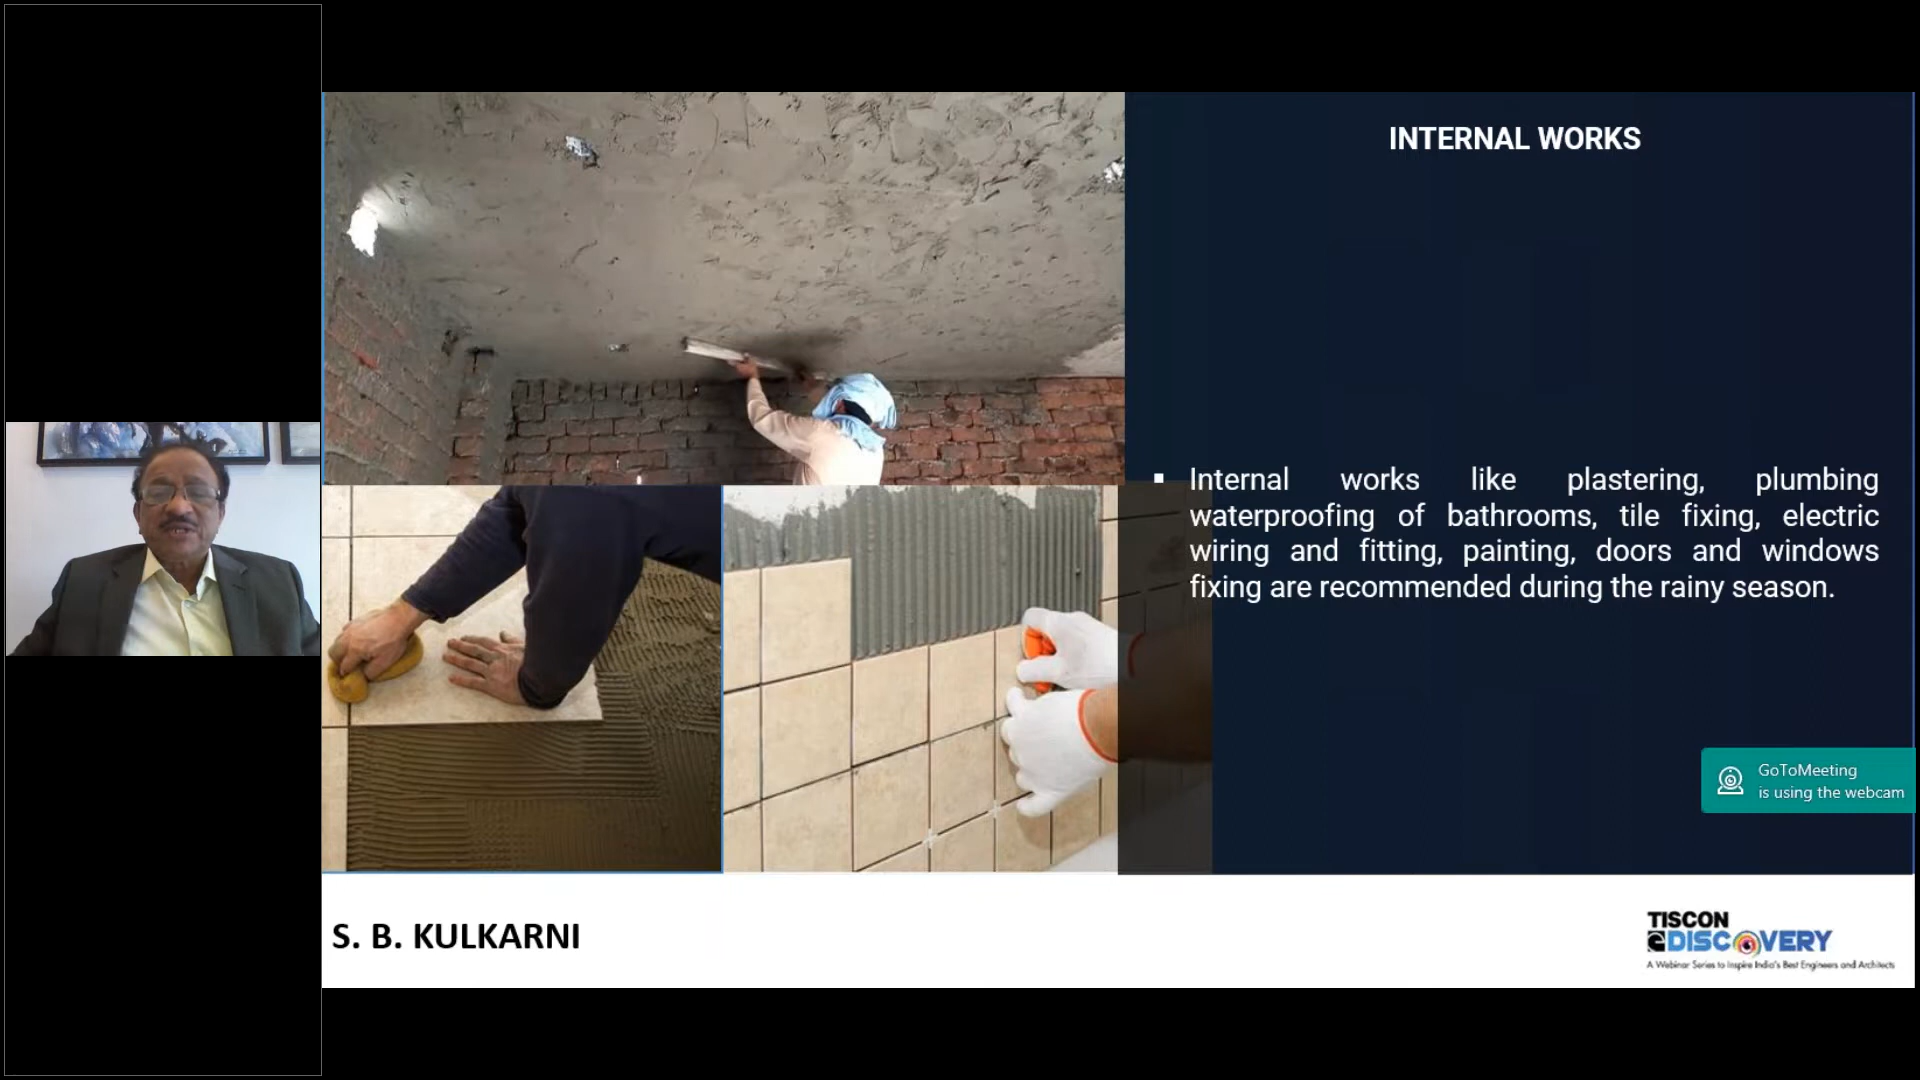 INTERNAL WORKS
▪ Internal works like plastering, plumbing
waterproofing of bathrooms, tile fixing, electric
wiring and fitting, painting, doors and windows
fixing are recommended during the rainy season.
GoToMeeting
is using the webcam
S. B. KULKARNI
TISCON
eDISCOVERY
A Webinar Series to Inspire India's Best Engineers and Architects